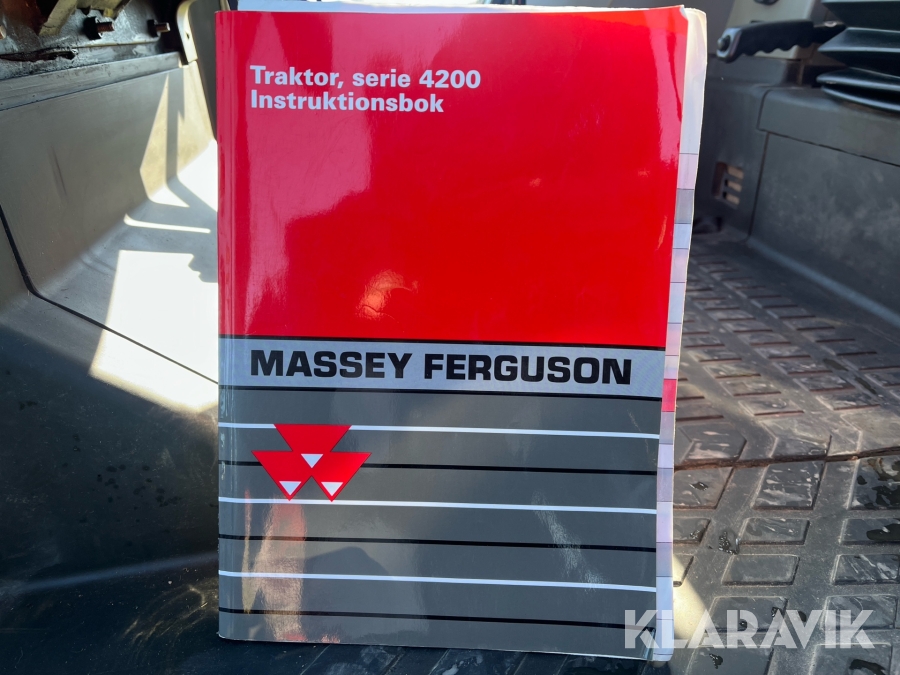 Traktor, serie 4200
Instruktionsbok
MASSEY FERGUSON
KLARAVIK